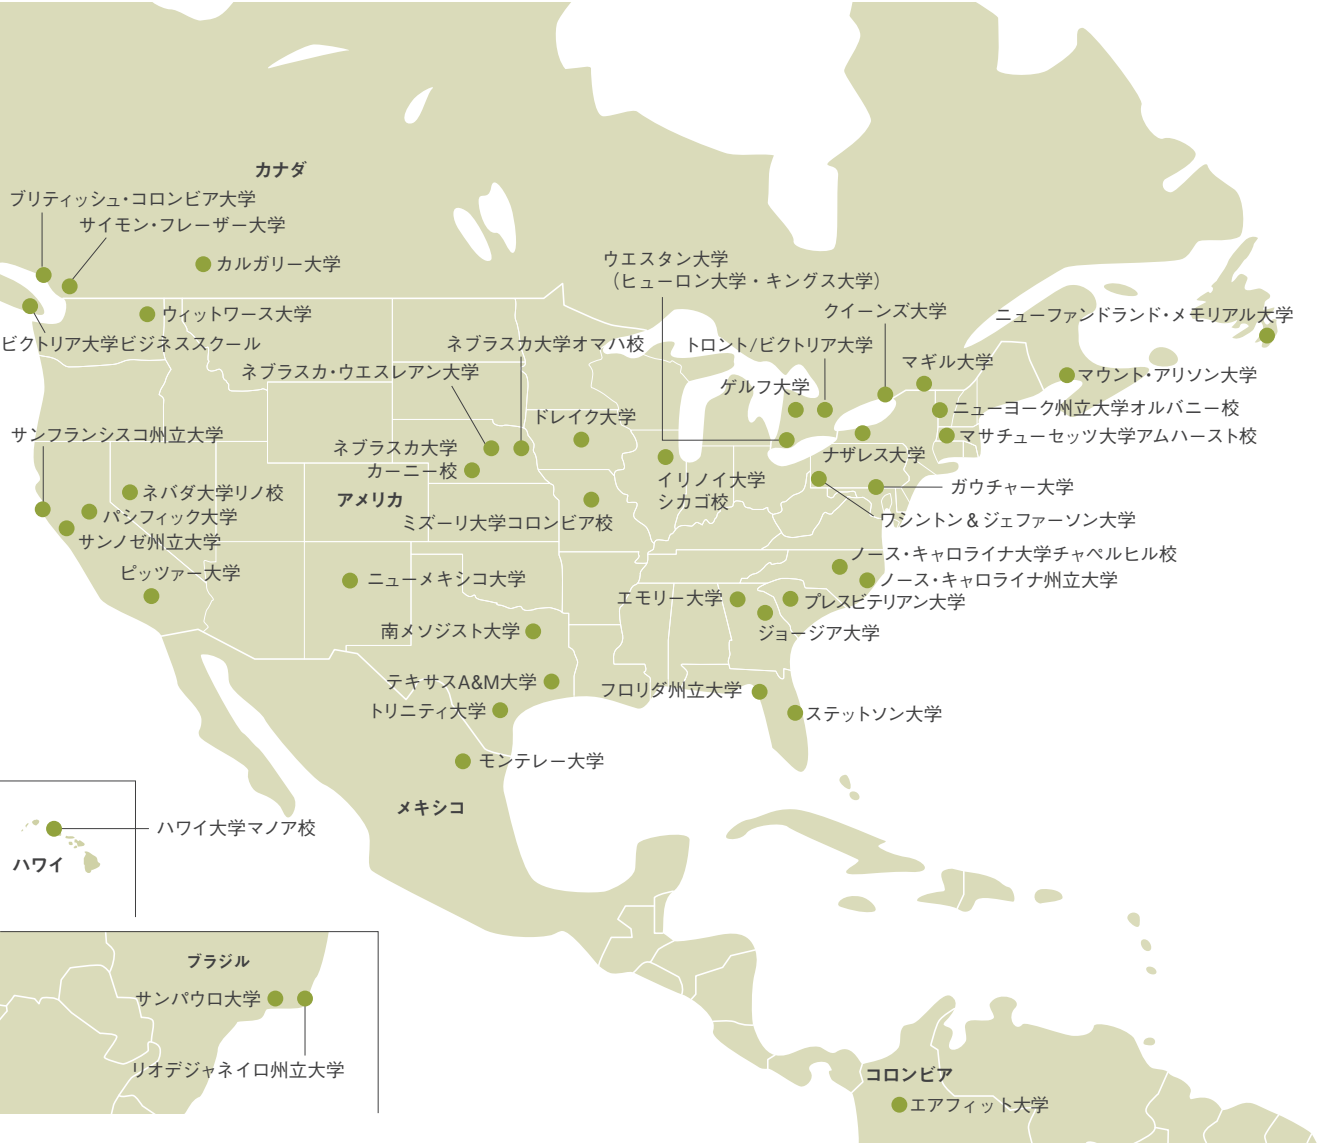 カナダ
ブリティッシュ・コロンビア大学
サイモン・フレーザー大学
カルガリー大学
ウエスタン大学
（ヒューロン大学・キングス大学）
クイーンズ大学
ウィットワース大学
ニューファンドランド・メモリアル大学
ビクトリア大学ビジネススクール
ネブラスカ大学オマハ校
トロント/ビクトリア大学
マギル大学
ネブラスカ・ウエスレアン大学
ゲルフ大学
マウント・アリソン大学
ニューヨーク州立大学オルバニー校
ドレイク大学
サンフランシスコ州立大学
マサチューセッツ大学アムハースト校
ネブラスカ大学
カーニー校
ナザレス大学
イリノイ大学
シカゴ校
ガウチャー大学
ネバダ大学リノ校
アメリカ
パシフィック大学
ミズーリ大学コロンビア校
ワシントン＆ジェファーソン大学
サンノゼ州立大学
ノース・キャロライナ大学チャペルヒル校
ピッツァー大学
ニューメキシコ大学
ノース・キャロライナ州立大学
エモリー大学
プレスビテリアン大学
南メソジスト大学
ジョージア大学
テキサスA&M大学
フロリダ州立大学
トリニティ大学
ステットソン大学
モンテレー大学
メキシコ
ハワイ大学マノア校
ハワイ
ブラジル
サンパウロ大学
リオデジャネイロ州立大学
コロンビア
エアフィット大学